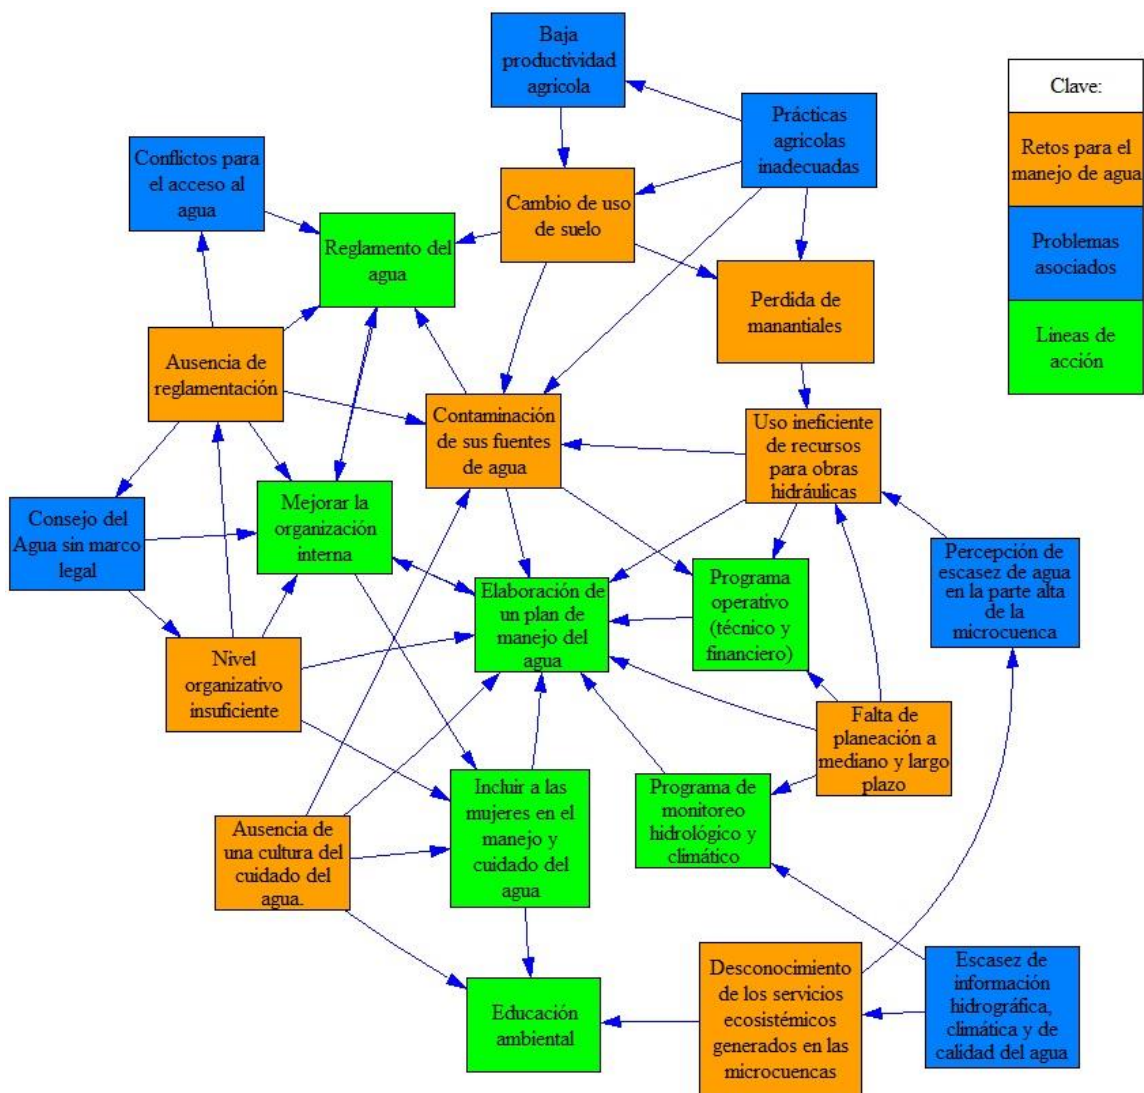 Baja
productividad
agricola
Clave:
Prácticas
agricolas
inadecuadas
Retos para el
manejo de agua
Conflictos para
el acceso al
agua
Cambio de uso
de suelo
Reglamento del
agua
Problemas
asociados
Perdida de
manantiales
Lineas de
acción
Ausencia de
reglamentación
Contaminación
de sus fuentes
de agua
Uso ineficiente
de recursos
para obras
hidráulicas
Consejo del
Agua sin marco
legal
Mejorar la
organización
interna
Percepción de
escasez de agua
en la parte alta
de la
microcuenca
Elaboración de
un plan de
manejo del
agua
Programa
operativo
(técnico y
financiero)
Nivel
organizativo
insuficiente
Falta de
planeación a
mediano y largo
plazo
Incluir a las
mujeres en el
manejo y
cuidado del
agua
Programa de
monitoreo
hidrológico y
climático
Ausencia de
una cultura del
cuidado del
agua.
Desconocimiento
de los servicios
ecosistémicos
generados en las
microcuencas
Escasez de
información
hidrográfica,
climática y de
calidad del agua
Educación
ambiental